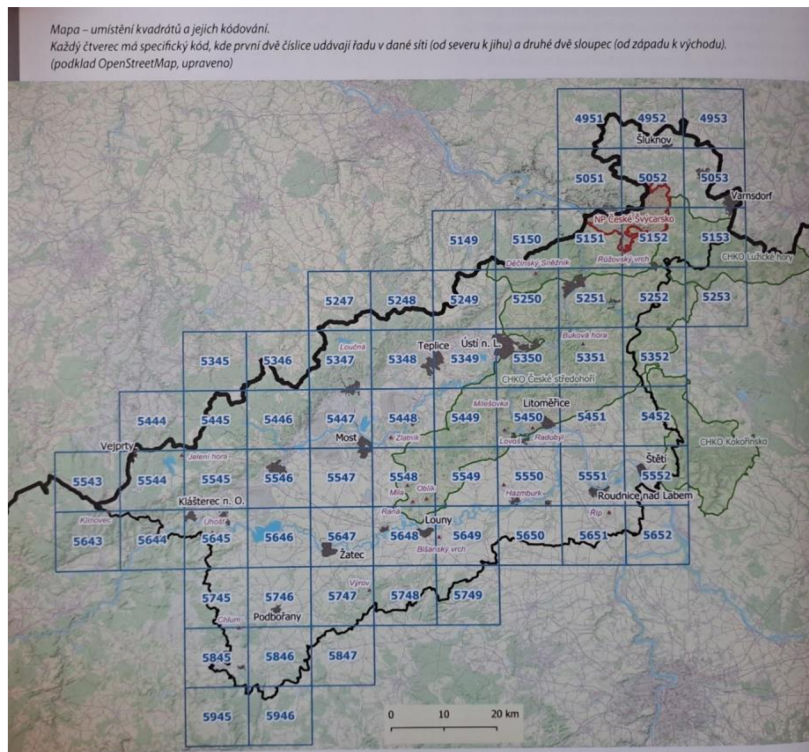 Mapa – umístění kvadrátů a jejich kódování.
Každý čtverec má specifický kód, kde první dvě číslice udávají řadu v dané síti (od severu k jihu) a druhé dvě sloupec (od západu k východu).
(podklad OpenStreetMap, upraveno)
4951 4952 4953
Šluknov
5051 5052 5053
Varnsdorf
NP České Švýcarsko
5149 5150 5151 5152 5153
Děčínský Sněžník Růžovský vrch CHKO Lužické hory
5247 5248 5249 5250 5251 5252 5253
Loučná Teplice Ústí n. L. Buková hora
5345 5346 5347 5348 5349 5350 5351 5352
CHKO České středohoří
Milešovka Litoměřice
5444 5445 5446 5447 5448 5449 5450 5451 5452
Vejprty Most Zlatník Lovoš Radobýl CHKO Kokořínsko
Jelení hora Štětí
5543 5544 5545 5546 5547 5548 5549 5550 5551 5552
Klášterec n. O. Milá Oblík Hazmburk Roudnice nad Labem
Klínovec Úhošť Raná Louny Říp
5643 5644 5645 5646 5647 5648 5649 5650 5651 5652
Žatec Blšanský vrch
Výrov
5745 5746 5747 5748 5749
Podbořany
Chlum
5845 5846 5847
5945 5946
0 10 20 km